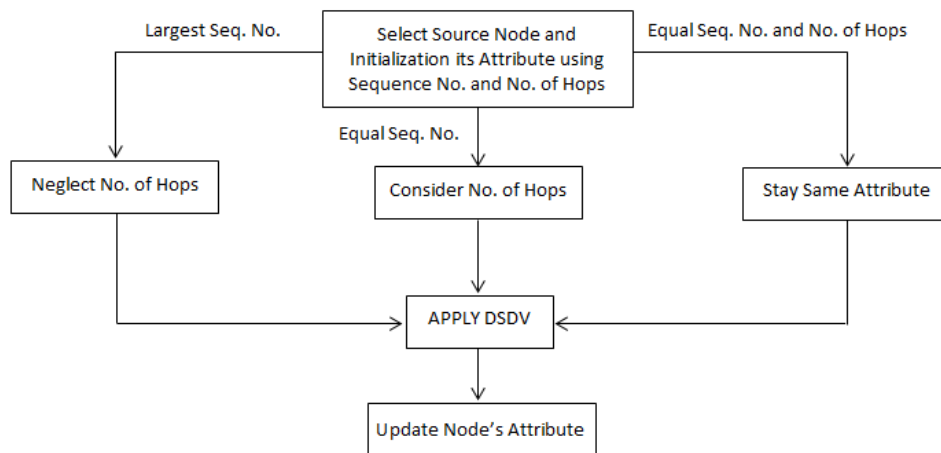 Largest Seq. No.
Select Source Node and
Initialization its Attribute using
Sequence No. and No. of Hops
Equal Seq. No. and No. of Hops
Equal Seq. No.
Neglect No. of Hops
Consider No. of Hops
Stay Same Attribute
APPLY DSDV
Update Node's Attribute